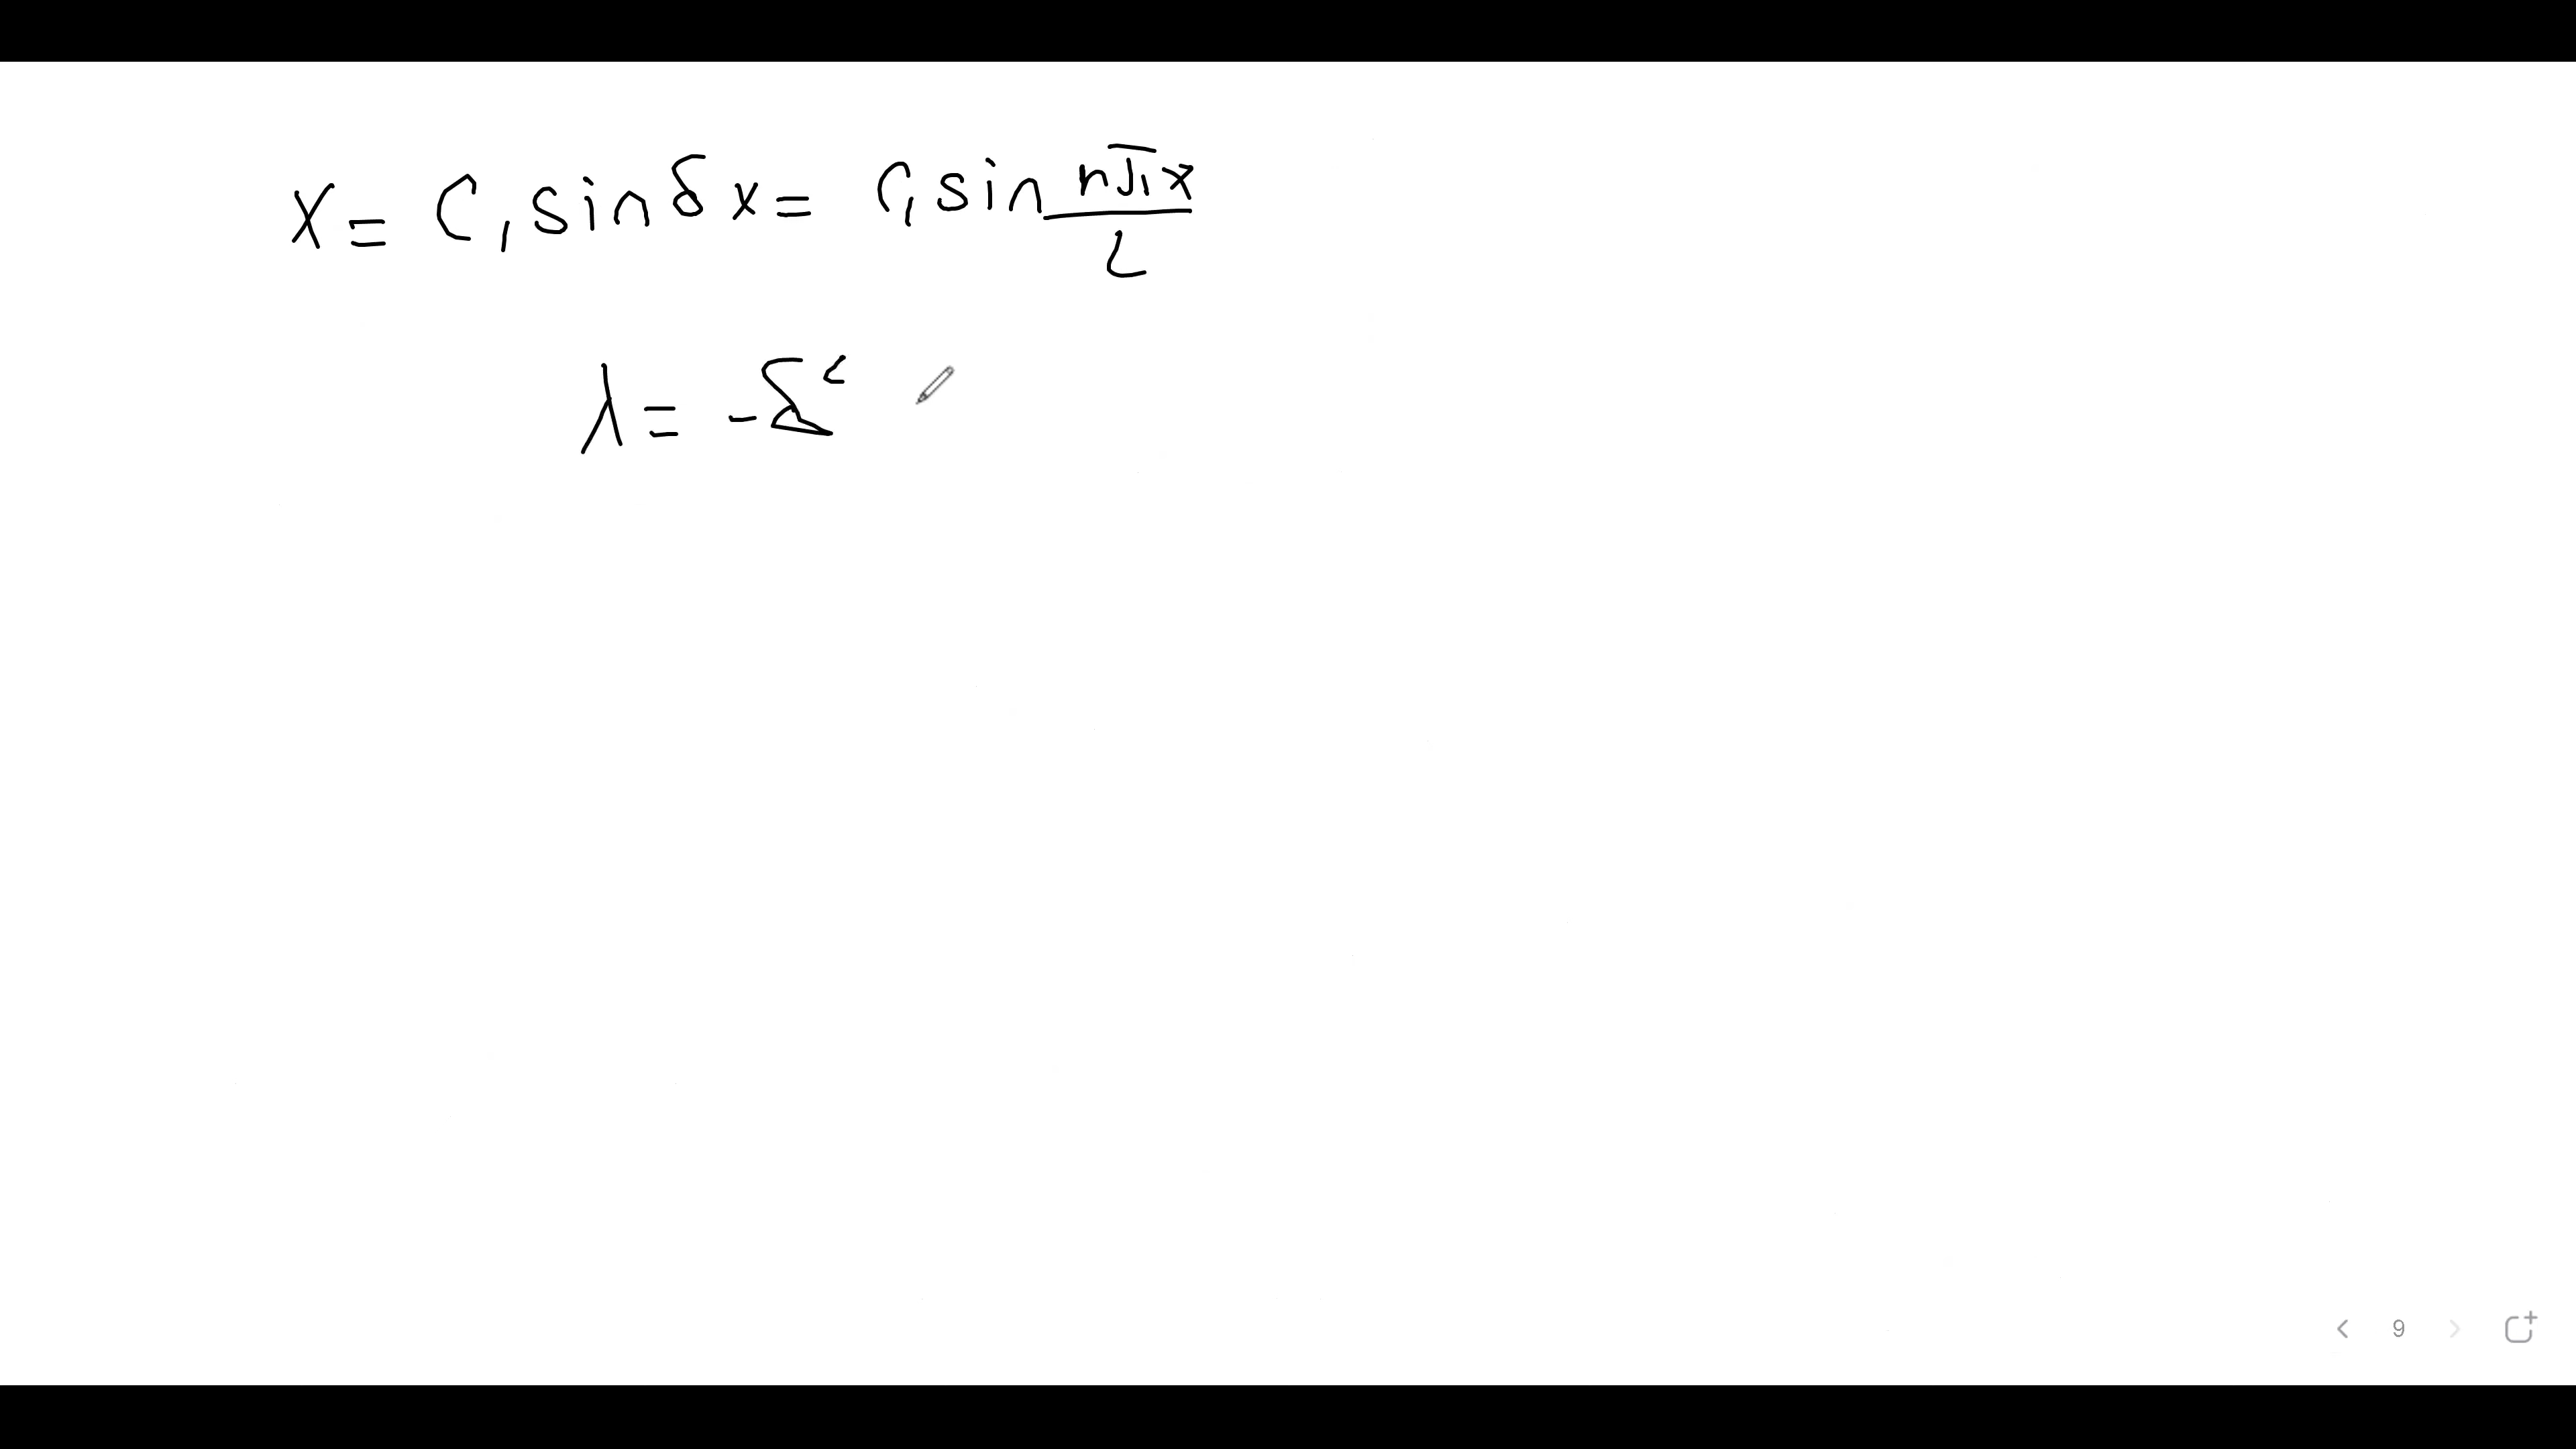 X = C₁ sin δx = C₁ sin nπx/L
λ = -δ²
9